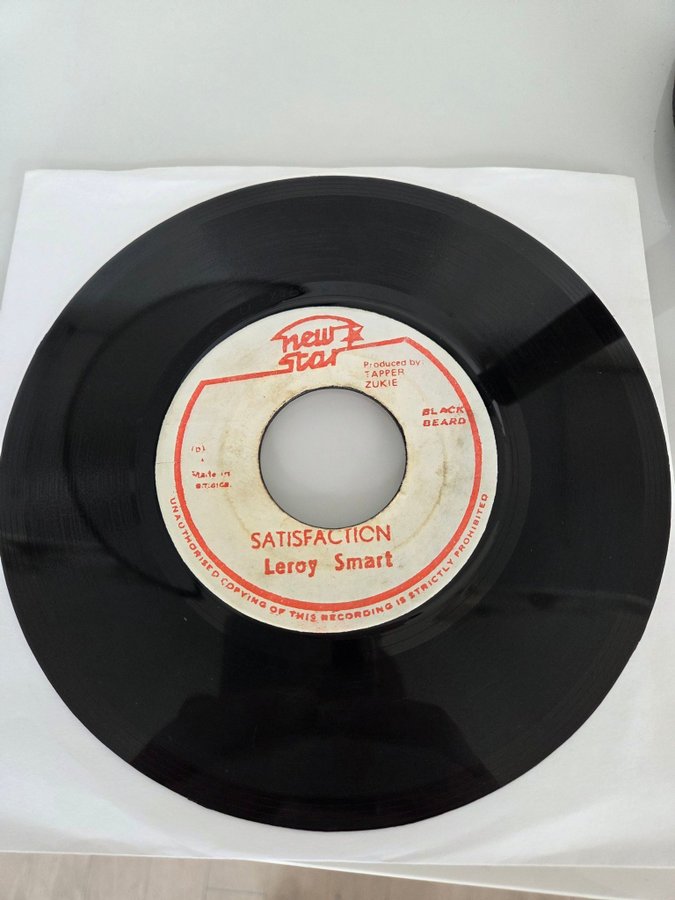 new
star
Produced by
TAPPER
ZUKIE
BLACK
BEARD
Made in
SATISFACTION
Leroy Smart
UNAUTHORISED COPYING OF THIS RECORDING IS STRICTLY PROHIBITED